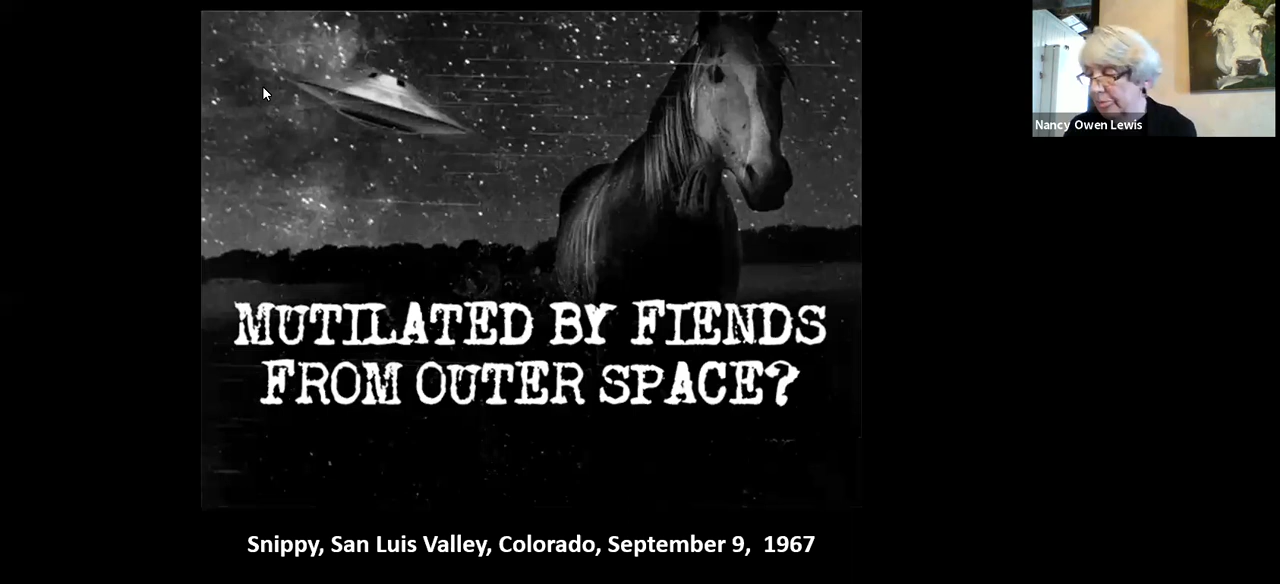 MUTILATED BY FIENDS
FROM OUTER SPACE?
Snippy, San Luis Valley, Colorado, September 9, 1967
Nancy Owen Lewis